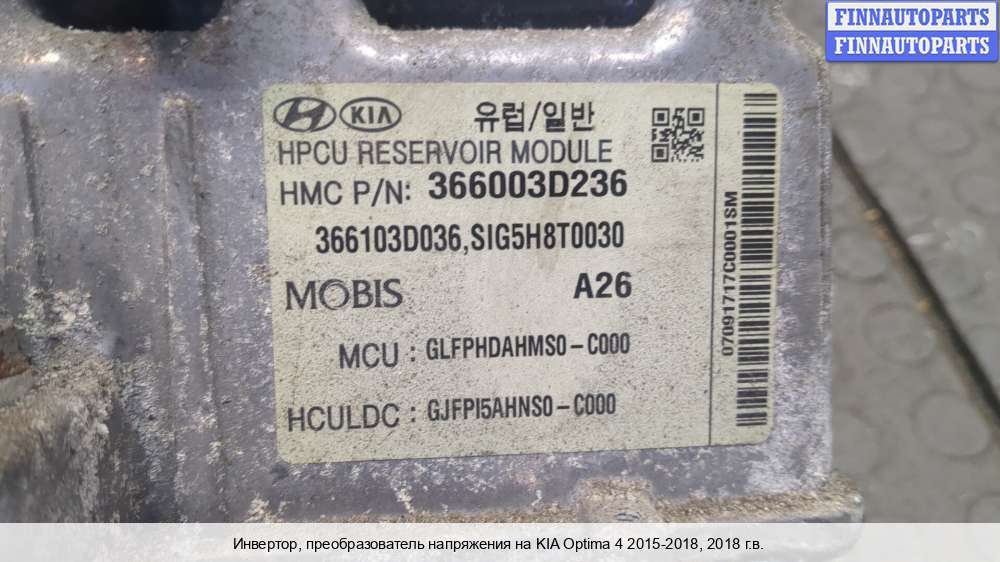 FINNAUTOPARTS
FINNAUTOPARTS
KIA 유럽/일반
HPCU RESERVOIR MODULE
HMC P/N: 366003D236
366103D036,SIG5H8T0030
MOBIS A26
MCU : GLFPHDAHMS0-C000
HCULDC : GJFPI5AHNS0-C000
07091717C0001SM
Инвертор, преобразователь напряжения на KIA Optima 4 2015-2018, 2018 г.в.